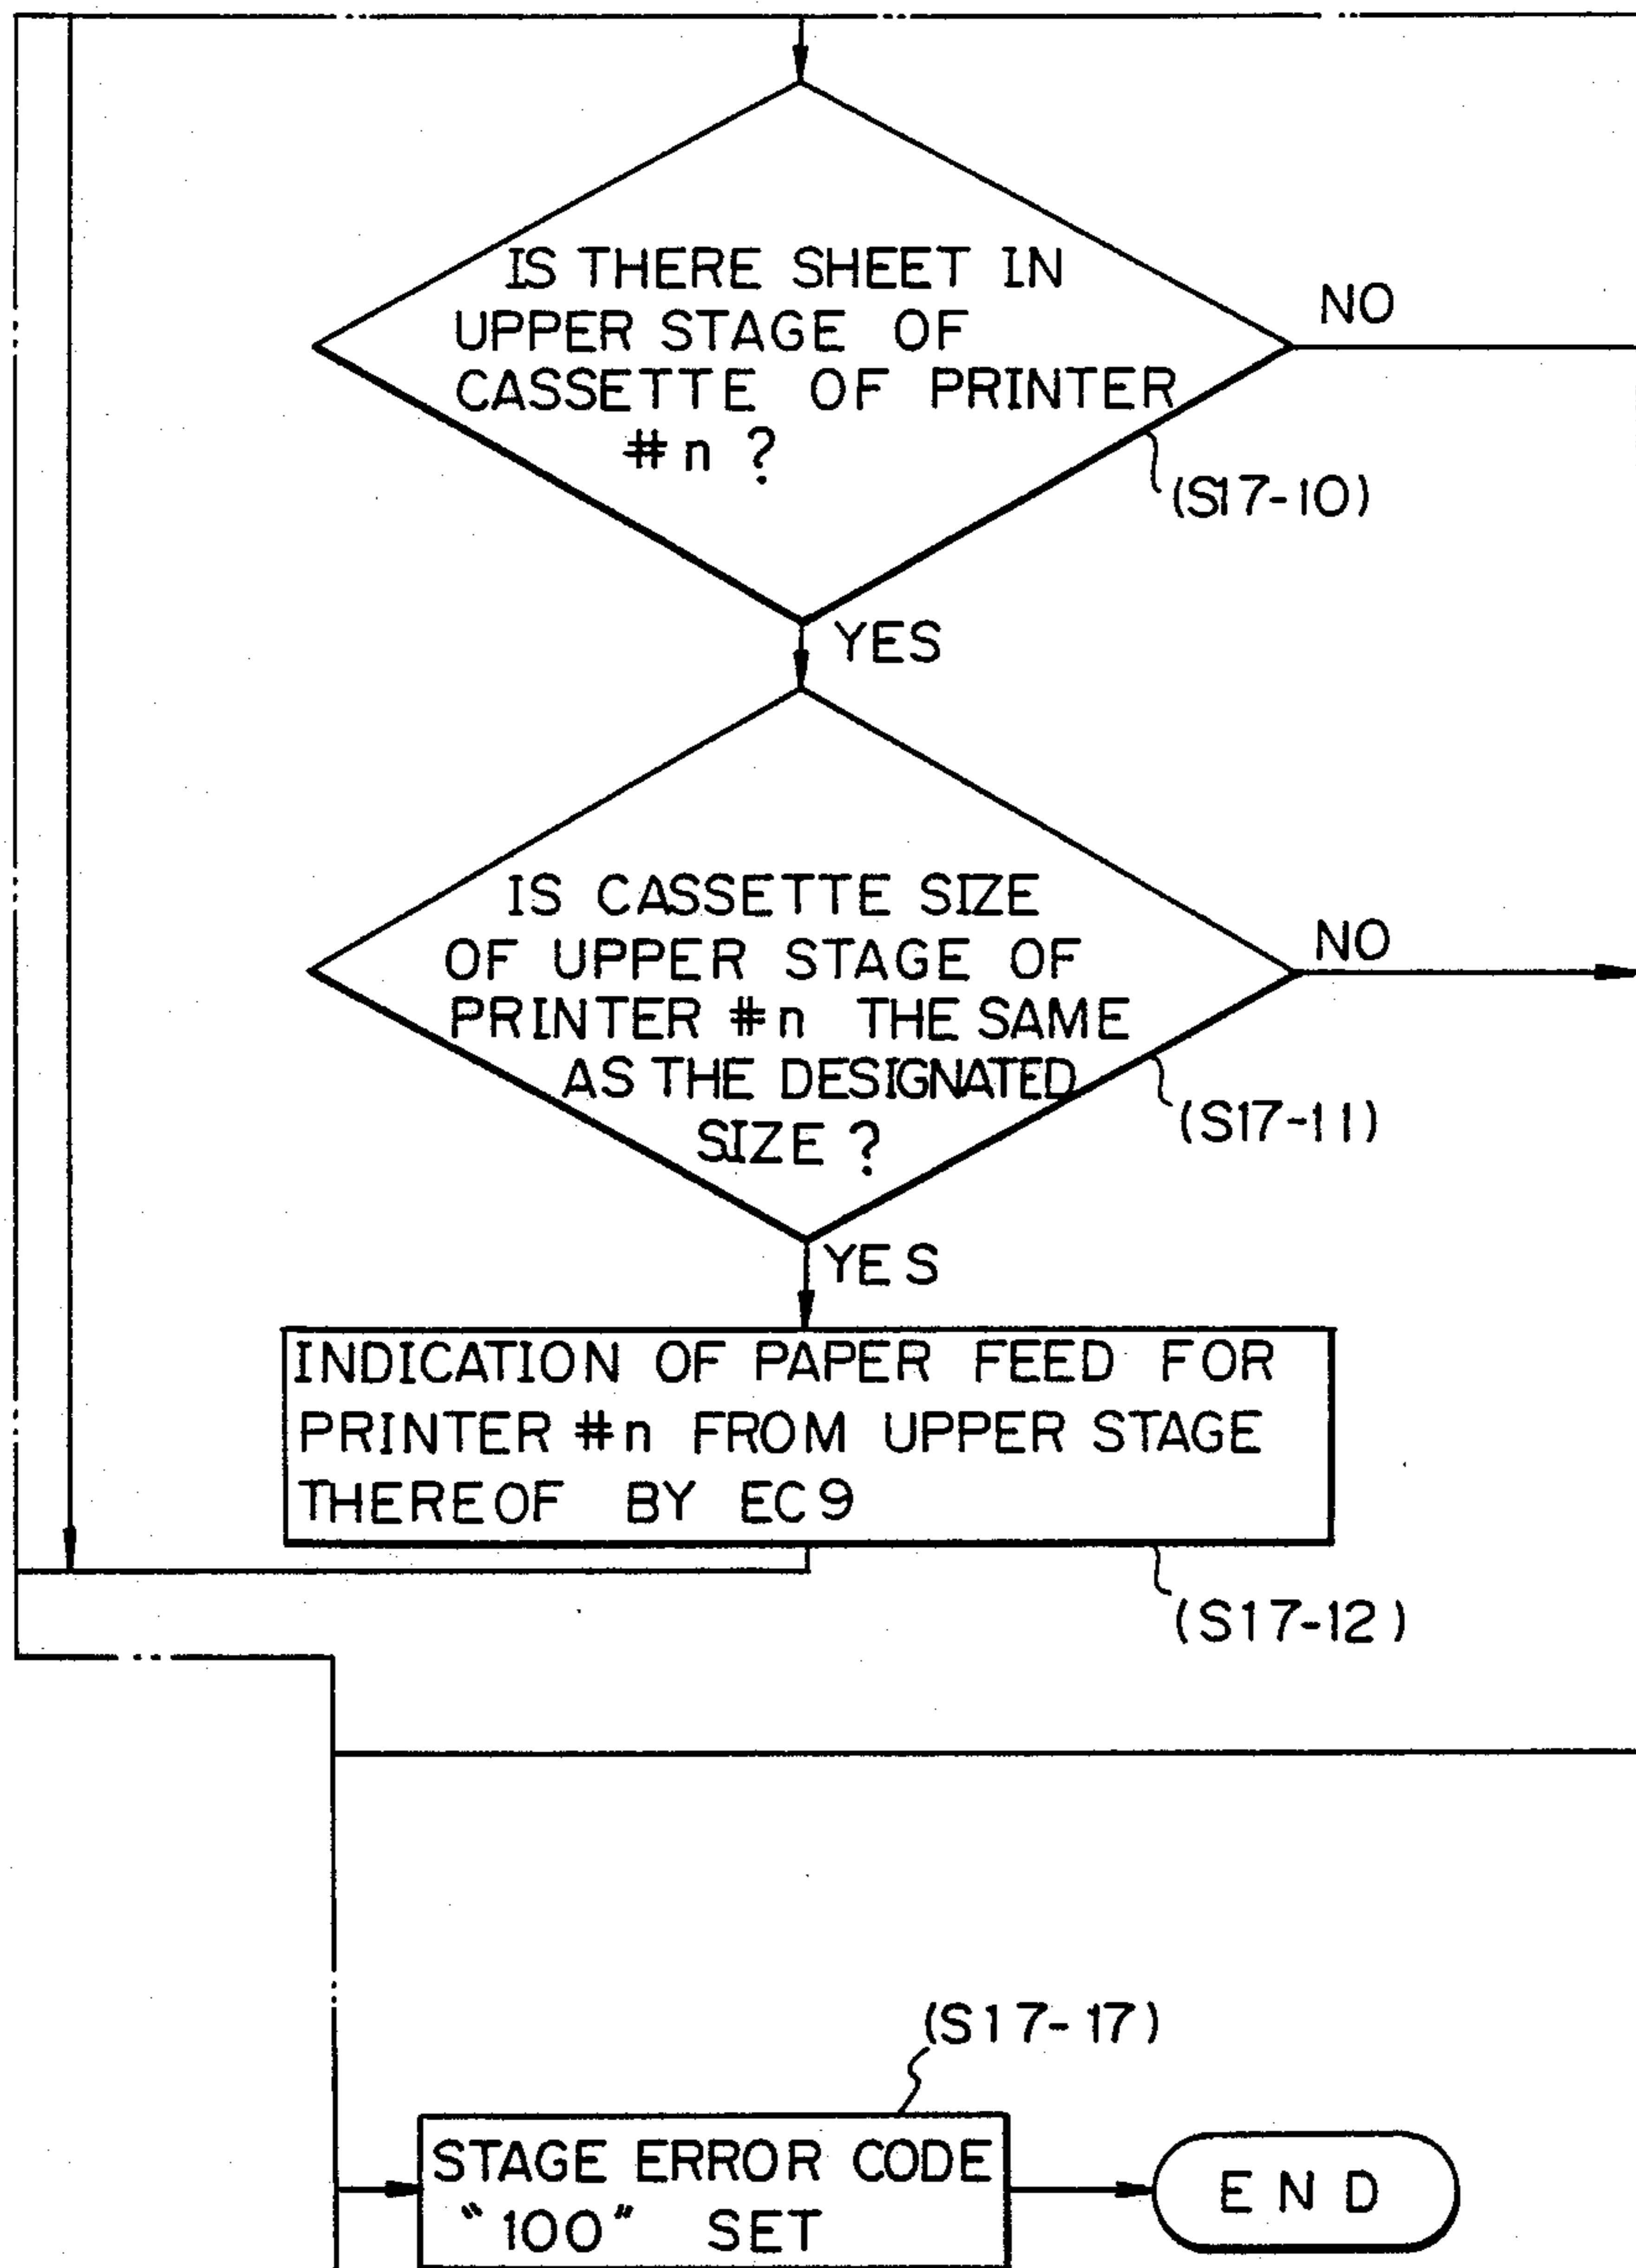 IS THERE SHEET IN
UPPER STAGE OF
CASSETTE OF PRINTER
#n ?
NO
(S17-10)
YES
IS CASSETTE SIZE
OF UPPER STAGE OF
PRINTER #n THE SAME
AS THE DESIGNATED
SIZE ?
NO
(S17-11)
YES
INDICATION OF PAPER FEED FOR
PRINTER #n FROM UPPER STAGE
THEREOF BY EC9
(S17-12)
(S17-17)
STAGE ERROR CODE
"100" SET
END